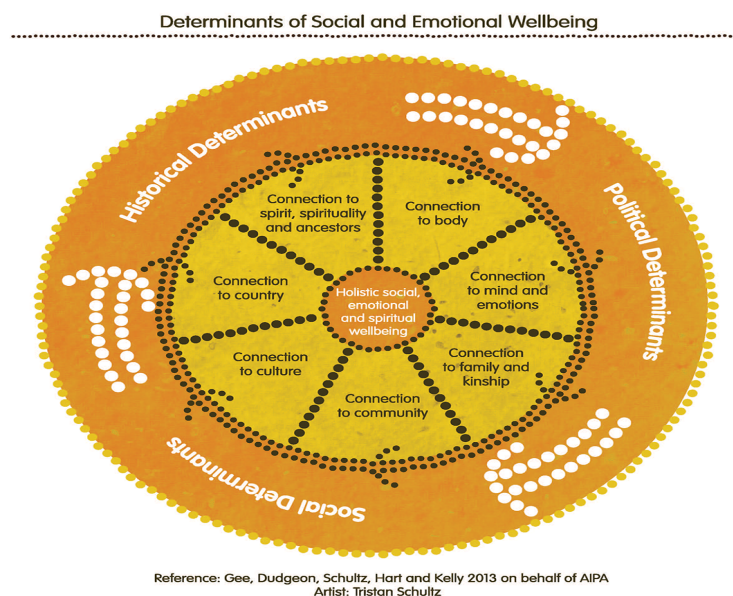 Determinants of Social and Emotional Wellbeing
Historical Determinants
Political Determinants
Connection to
spirit, spirituality
and ancestors
Connection
to body
Connection
to country
Holistic social,
emotional
and spiritual
wellbeing
Connection
to mind and
emotions
Connection
to culture
Connection
to family and
kinship
Connection
to community
Social Determinants
Reference: Gee, Dudgeon, Schultz, Hart and Kelly 2013 on behalf of AIPA
Artist: Tristan Schultz